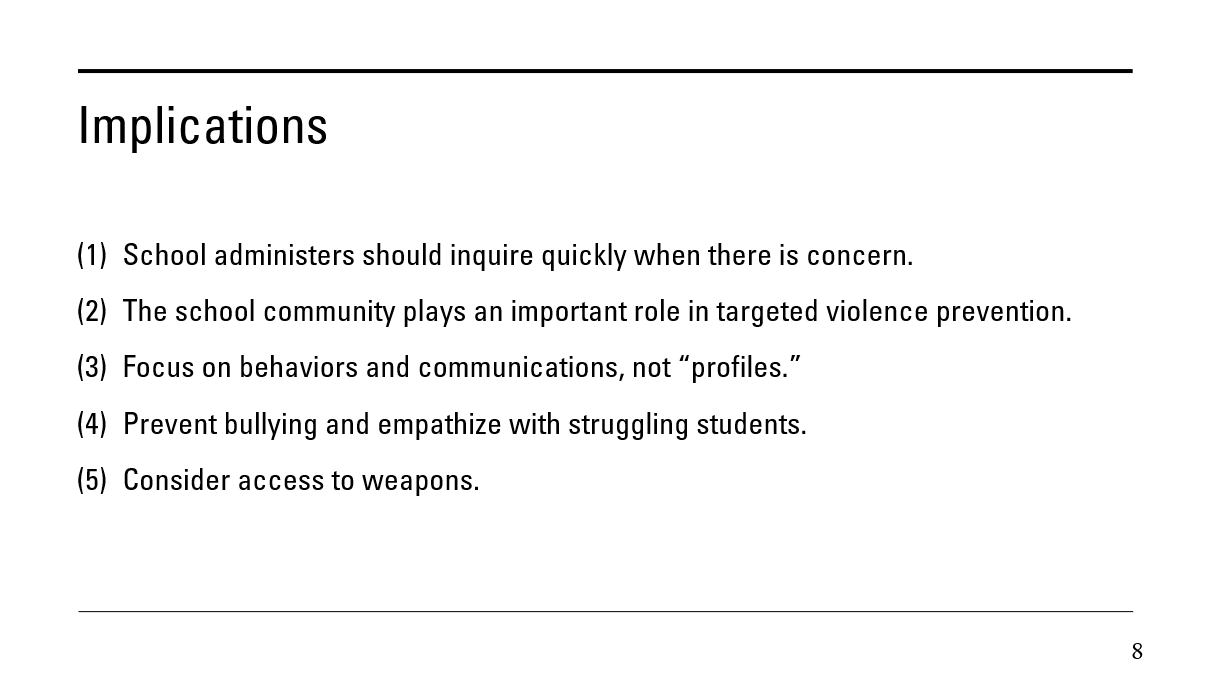 Implications
(1) School administers should inquire quickly when there is concern.
(2) The school community plays an important role in targeted violence prevention.
(3) Focus on behaviors and communications, not “profiles.”
(4) Prevent bullying and empathize with struggling students.
(5) Consider access to weapons.
8